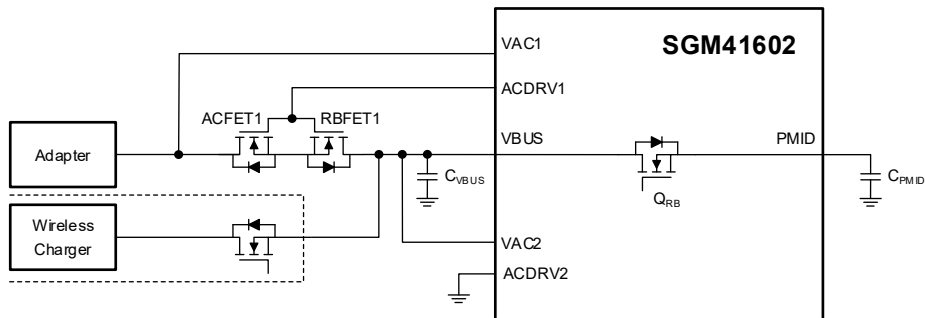 SGM41602
VAC1
ACDRV1
ACFET1
RBFET1
VBUS
PMID
Adapter
CVBUS
QRB
CPMID
Wireless
Charger
VAC2
ACDRV2